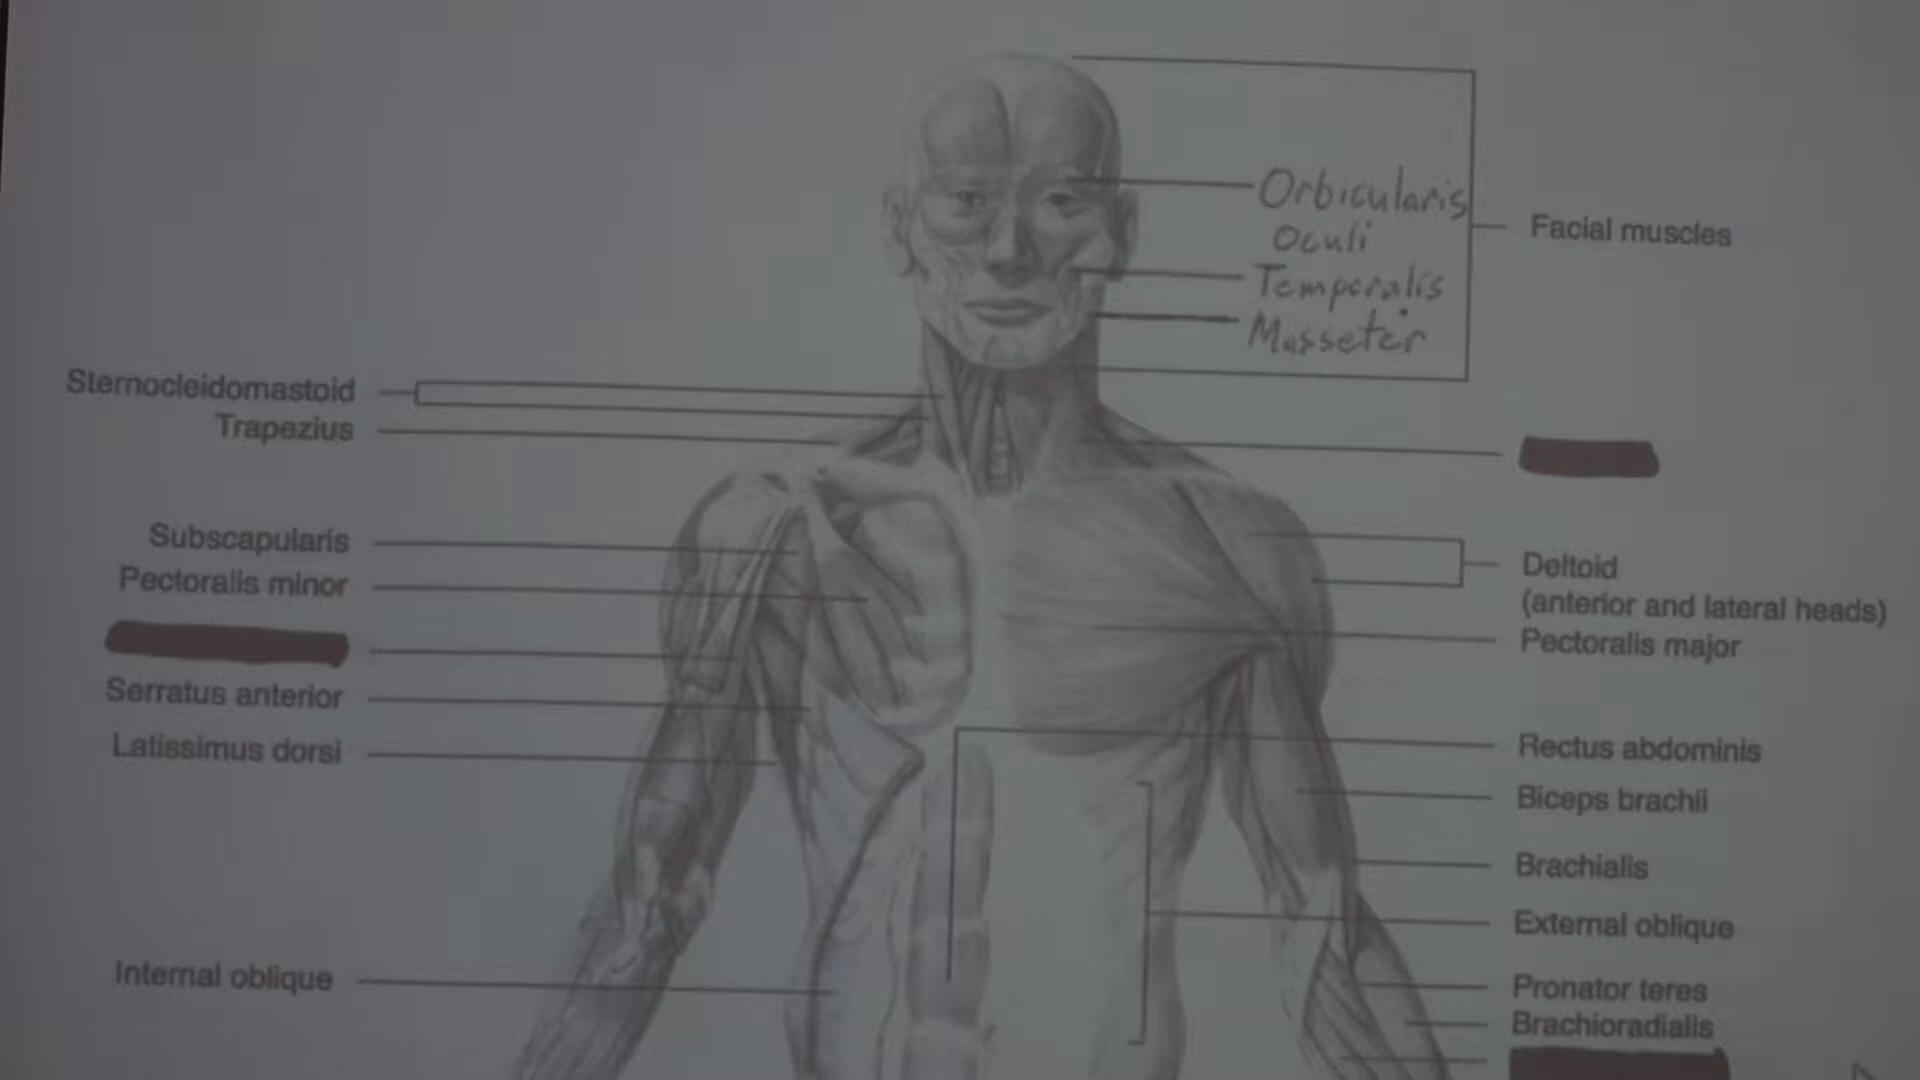 Orbicularis
Oculi
Temporalis
Masseter
Facial muscles
Sternocleidomastoid
Trapezius
Subscapularis
Pectoralis minor
Serratus anterior
Latissimus dorsi
Internal oblique
Deltoid
(anterior and lateral heads)
Pectoralis major
Rectus abdominis
Biceps brachii
Brachialis
External oblique
Pronator teres
Brachioradialis